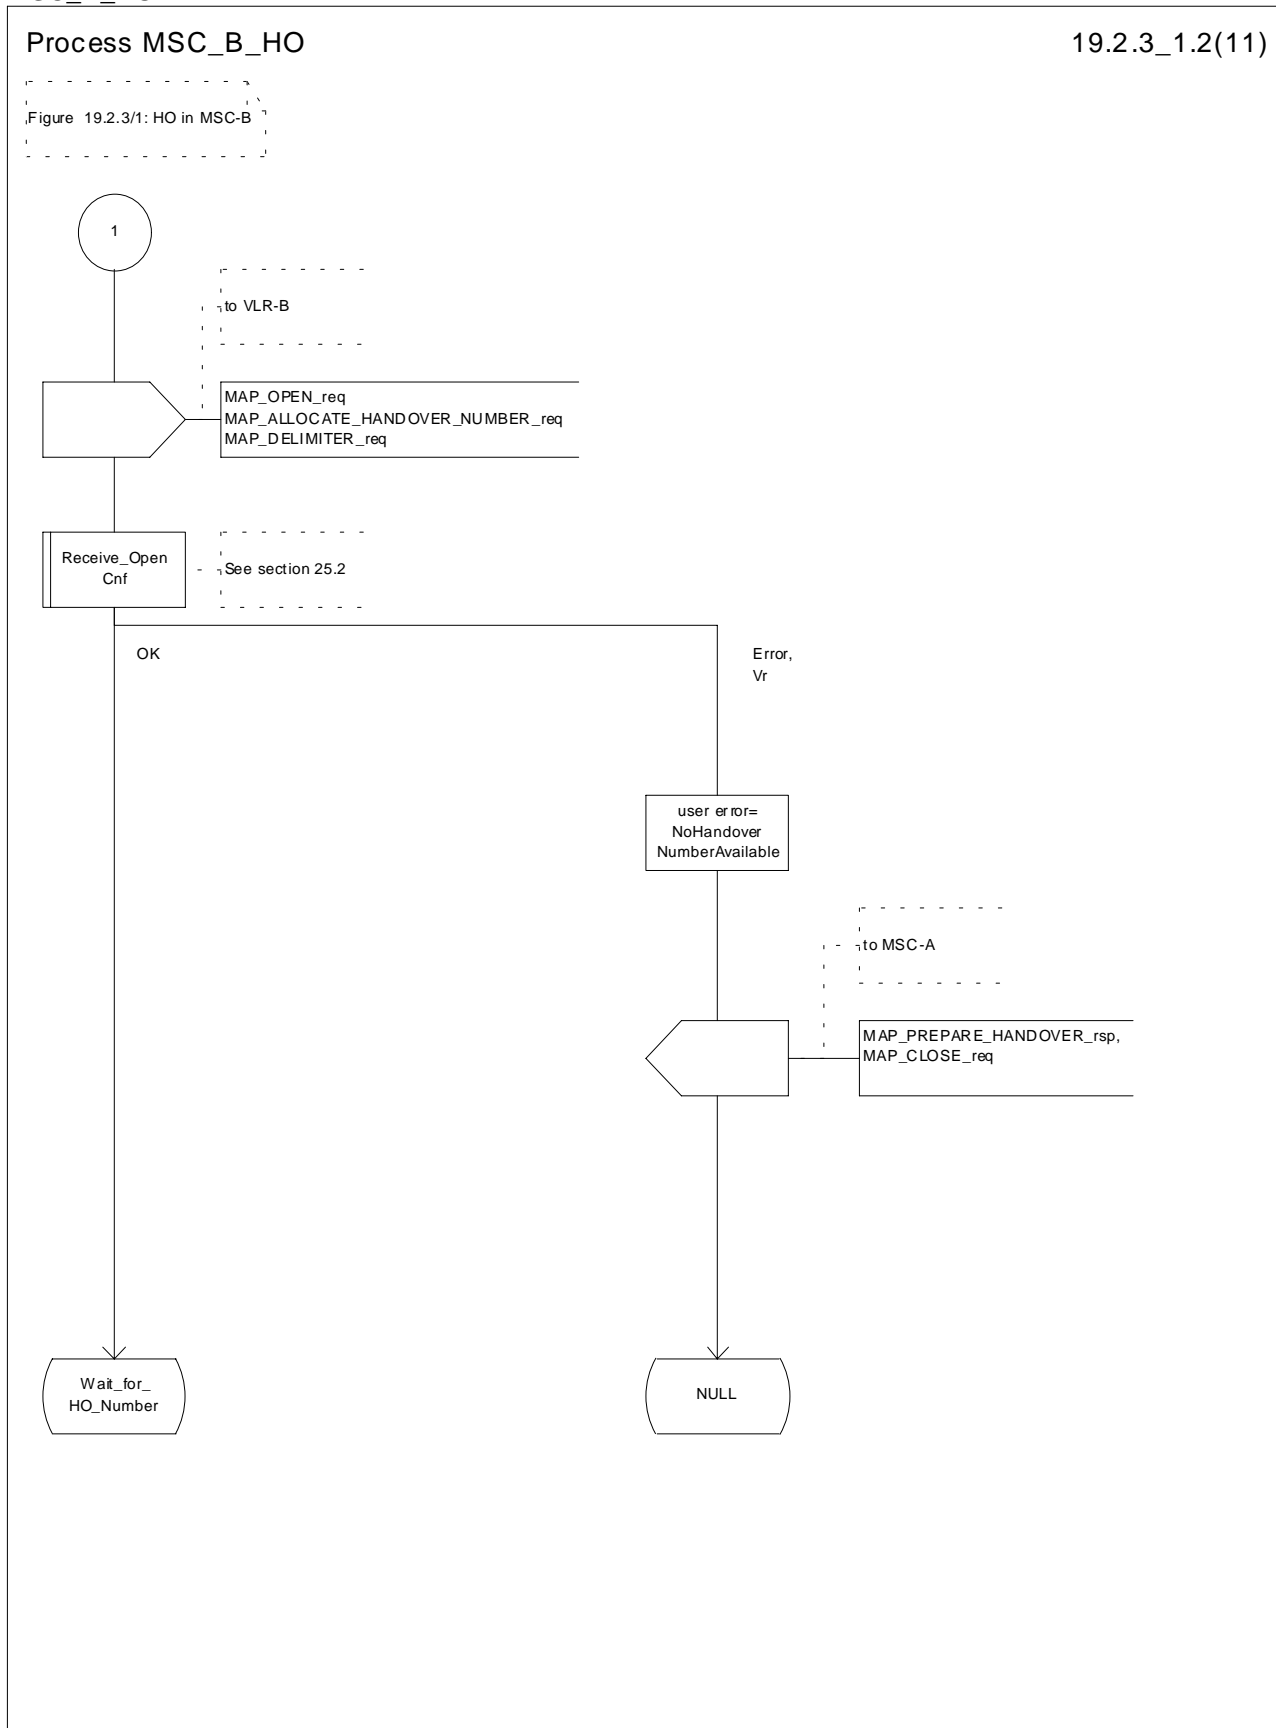 Process MSC_B_HO
19.2.3_1.2(11)
Figure 19.2.3/1: HO in MSC-B
1
to VLR-B
MAP_OPEN_req
MAP_ALLOCATE_HANDOVER_NUMBER_req
MAP_DELIMITER_req
Receive_Open
Cnf
See section 25.2
OK
Error,
Vr
user error=
NoHandover
NumberAvailable
to MSC-A
MAP_PREPARE_HANDOVER_rsp,
MAP_CLOSE_req
Wait_for_
HO_Number
NULL